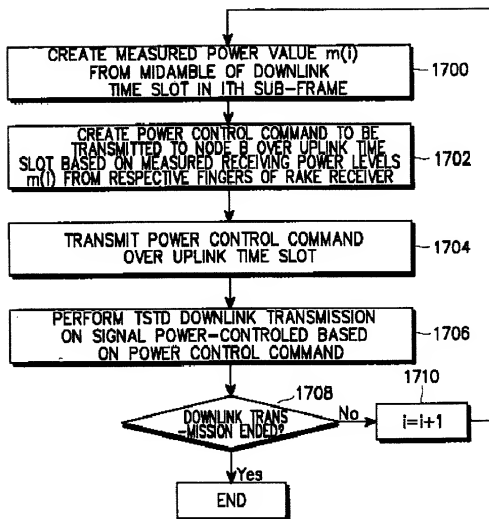 CREATE MEASURED POWER VALUE m(i)
FROM MIDAMBLE OF DOWNLINK
TIME SLOT IN ITH SUB-FRAME
1700
CREATE POWER CONTROL COMMAND TO BE
TRANSMITTED TO NODE B OVER UPLINK TIME
SLOT BASED ON MEASURED RECEIVING POWER LEVELS
m(i) FROM RESPECTIVE FINGERS OF RAKE RECEIVER
1702
TRANSMIT POWER CONTROL COMMAND
OVER UPLINK TIME SLOT
1704
PERFORM TSTD DOWNLINK TRANSMISSION
ON SIGNAL POWER-CONTROLED BASED
ON POWER CONTROL COMMAND
1706
1708
DOWNLINK TRANS
-MISSION ENDED?
No
1710
i=i+1
Yes
END